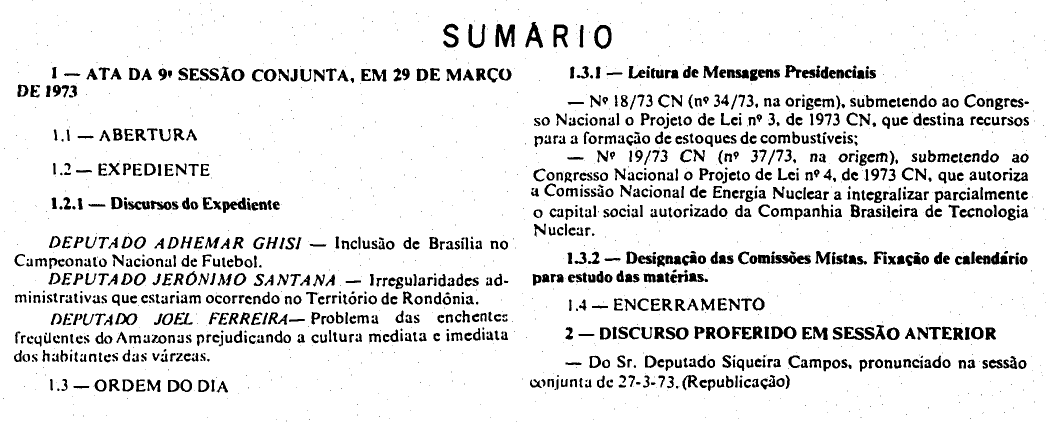 SUMÁRIO
1 — ATA DA 9ª SESSÃO CONJUNTA, EM 29 DE MARÇO
DE 1973
1.1 — ABERTURA
1.2 — EXPEDIENTE
1.2.1 — Discursos do Expediente
DEPUTADO ADHEMAR GHISI — Inclusão de Brasília no
Campeonato Nacional de Futebol.
DEPUTADO JERÔNIMO SANTANA — Irregularidades ad-
ministrativas que estariam ocorrendo no Território de Rondônia.
DEPUTADO JOEL FERREIRA— Problema das enchentes
freqüentes do Amazonas prejudicando a cultura mediata e imediata
dos habitantes das várzeas.
1.3 — ORDEM DO DIA
1.3.1 — Leitura de Mensagens Presidenciais
— Nº 18/73 CN (nº 34/73, na origem), submetendo ao Congres-
so Nacional o Projeto de Lei nº 3, de 1973 CN, que destina recursos
para a formação de estoques de combustíveis;
— Nº 19/73 CN (nº 37/73, na origem), submetendo ao
Congresso Nacional o Projeto de Lei nº 4, de 1973 CN, que autoriza
a Comissão Nacional de Energia Nuclear a integralizar parcialmente
o capital social autorizado da Companhia Brasileira de Tecnologia
Nuclear.
1.3.2 — Designação das Comissões Mistas. Fixação de calendário
para estudo das matérias.
1.4 — ENCERRAMENTO
2 — DISCURSO PROFERIDO EM SESSÃO ANTERIOR
— Do Sr. Deputado Siqueira Campos, pronunciado na sessão
conjunta de 27-3-73. (Republicação)